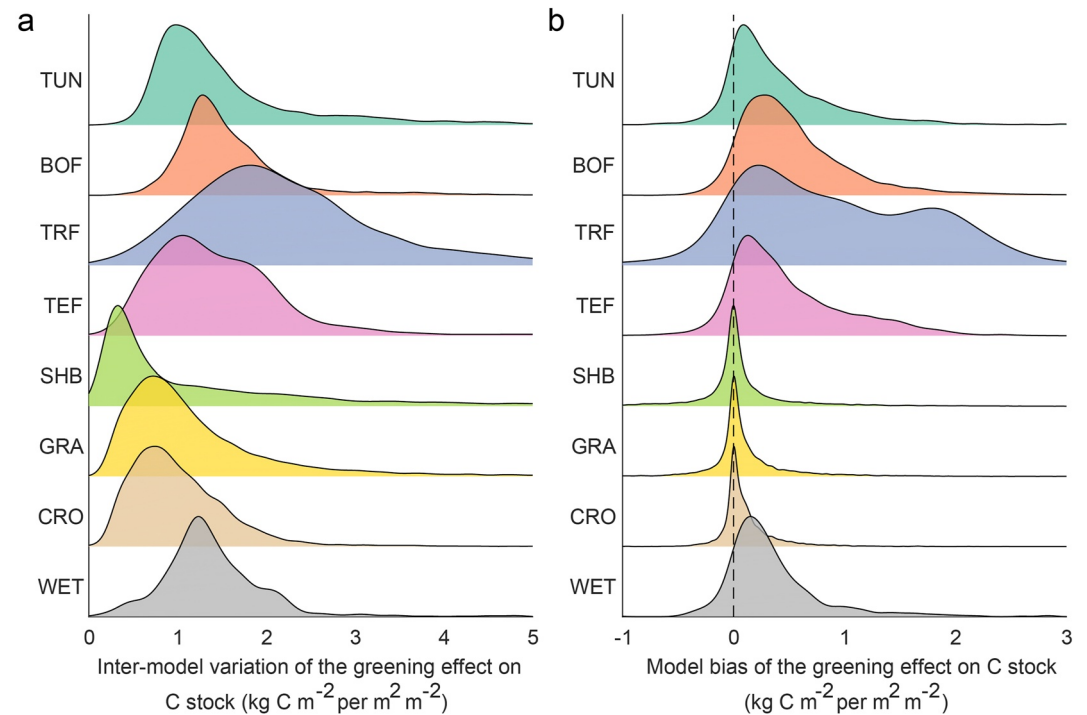 a
TUN
BOF
TRF
TEF
SHB
GRA
CRO
WET
0 1 2 3 4 5
Inter-model variation of the greening effect on
C stock (kg C m⁻² per m² m⁻²)
b
TUN
BOF
TRF
TEF
SHB
GRA
CRO
WET
-1 0 1 2 3
Model bias of the greening effect on C stock
(kg C m⁻² per m² m⁻²)